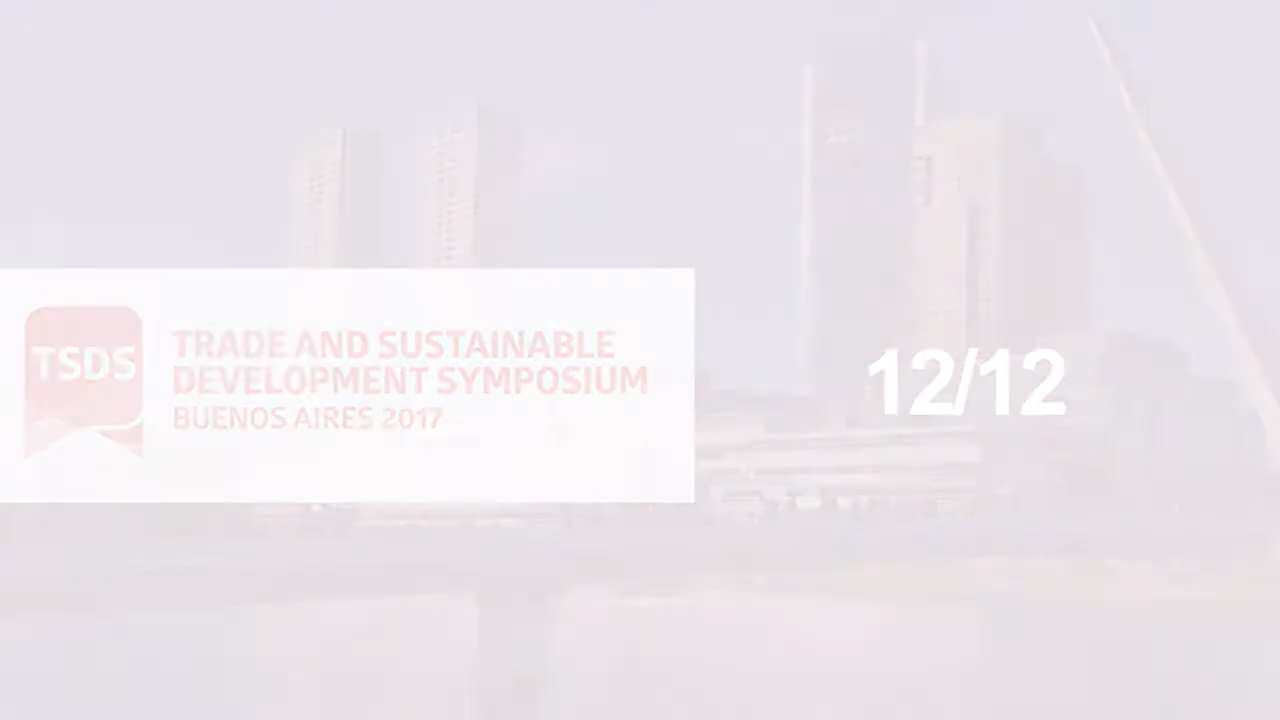 TSDS
TRADE AND SUSTAINABLE
DEVELOPMENT SYMPOSIUM
BUENOS AIRES 2017
12/12